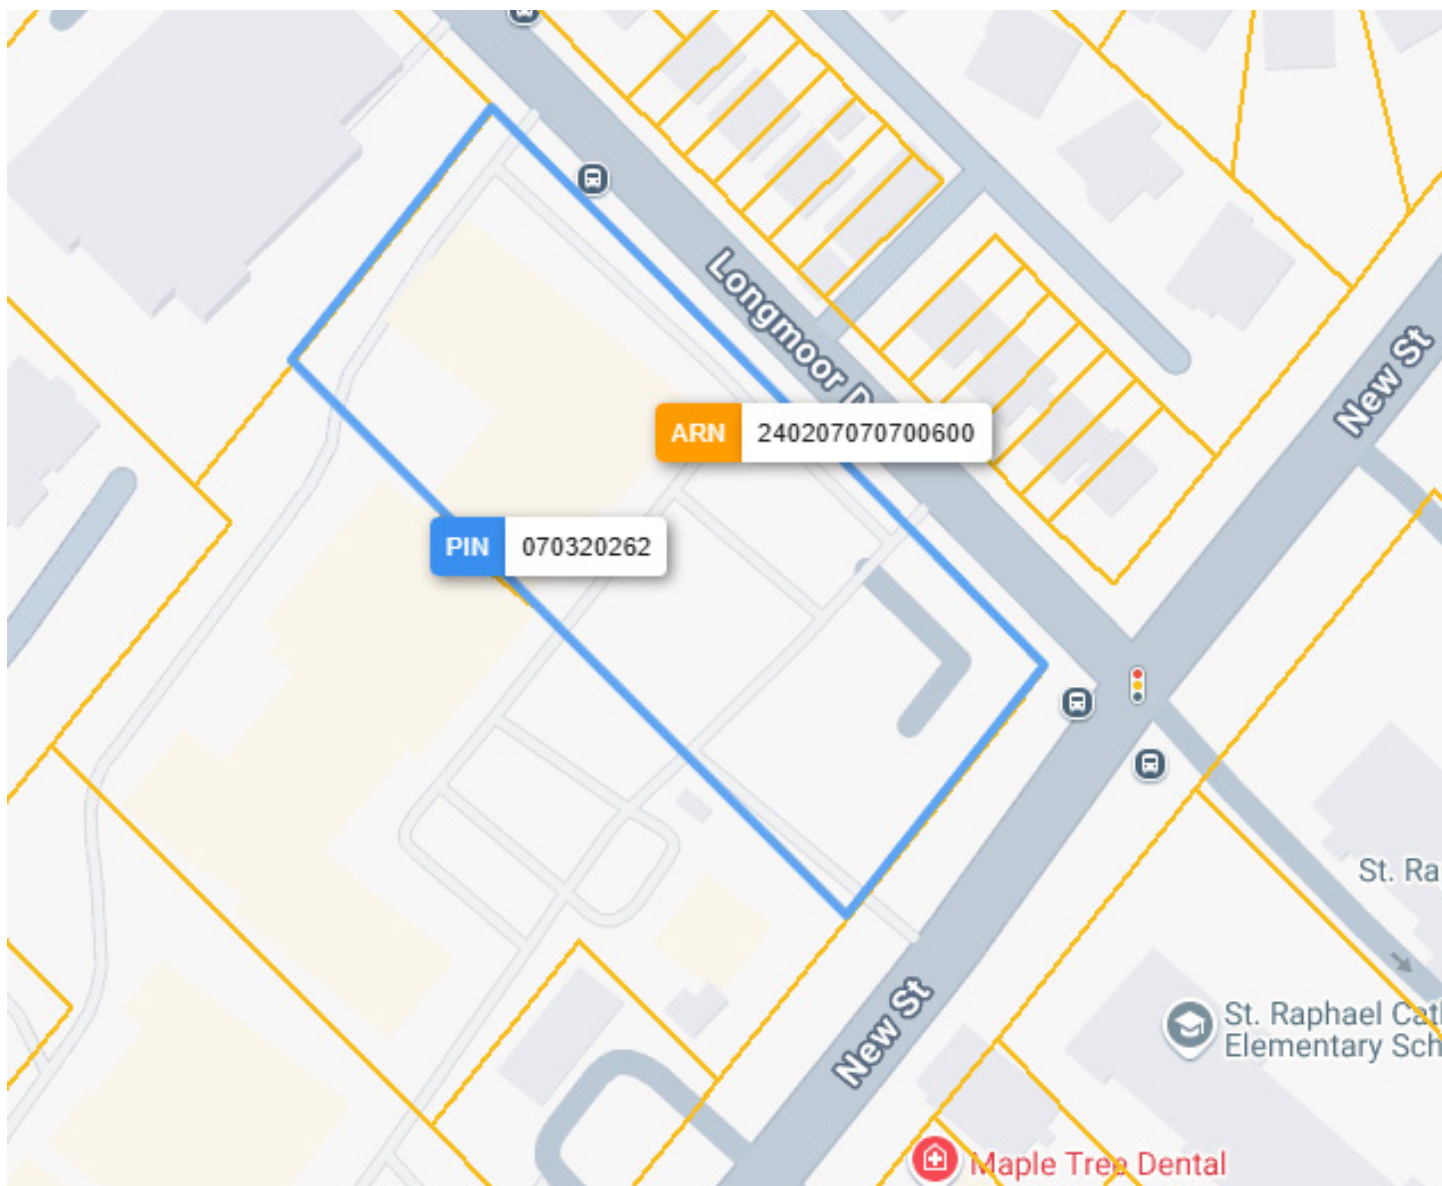 Longmoor D
New St
ARN 240207070700600
PIN 070320262
St. Ra
New St
St. Raphael Cat
Elementary Sch
Maple Tree Dental